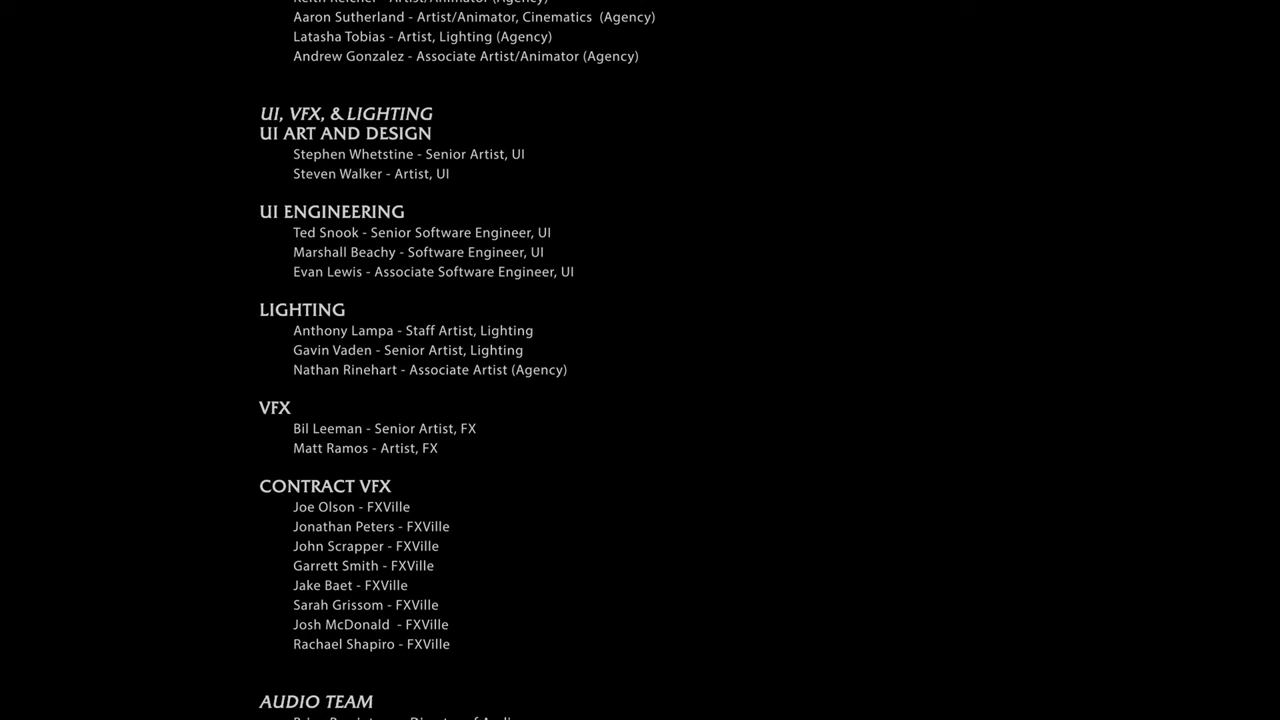 Aaron Sutherland - Artist/Animator, Cinematics  (Agency)
Latasha Tobias - Artist, Lighting (Agency)
Andrew Gonzalez - Associate Artist/Animator (Agency)
UI, VFX, & LIGHTING
UI ART AND DESIGN
Stephen Whetstine - Senior Artist, UI
Steven Walker - Artist, UI
UI ENGINEERING
Ted Snook - Senior Software Engineer, UI
Marshall Beachy - Software Engineer, UI
Evan Lewis - Associate Software Engineer, UI
LIGHTING
Anthony Lampa - Staff Artist, Lighting
Gavin Vaden - Senior Artist, Lighting
Nathan Rinehart - Associate Artist (Agency)
VFX
Bil Leeman - Senior Artist, FX
Matt Ramos - Artist, FX
CONTRACT VFX
Joe Olson - FXVille
Jonathan Peters - FXVille
John Scrapper - FXVille
Garrett Smith - FXVille
Jake Baet - FXVille
Sarah Grissom - FXVille
Josh McDonald  - FXVille
Rachael Shapiro - FXVille
AUDIO TEAM